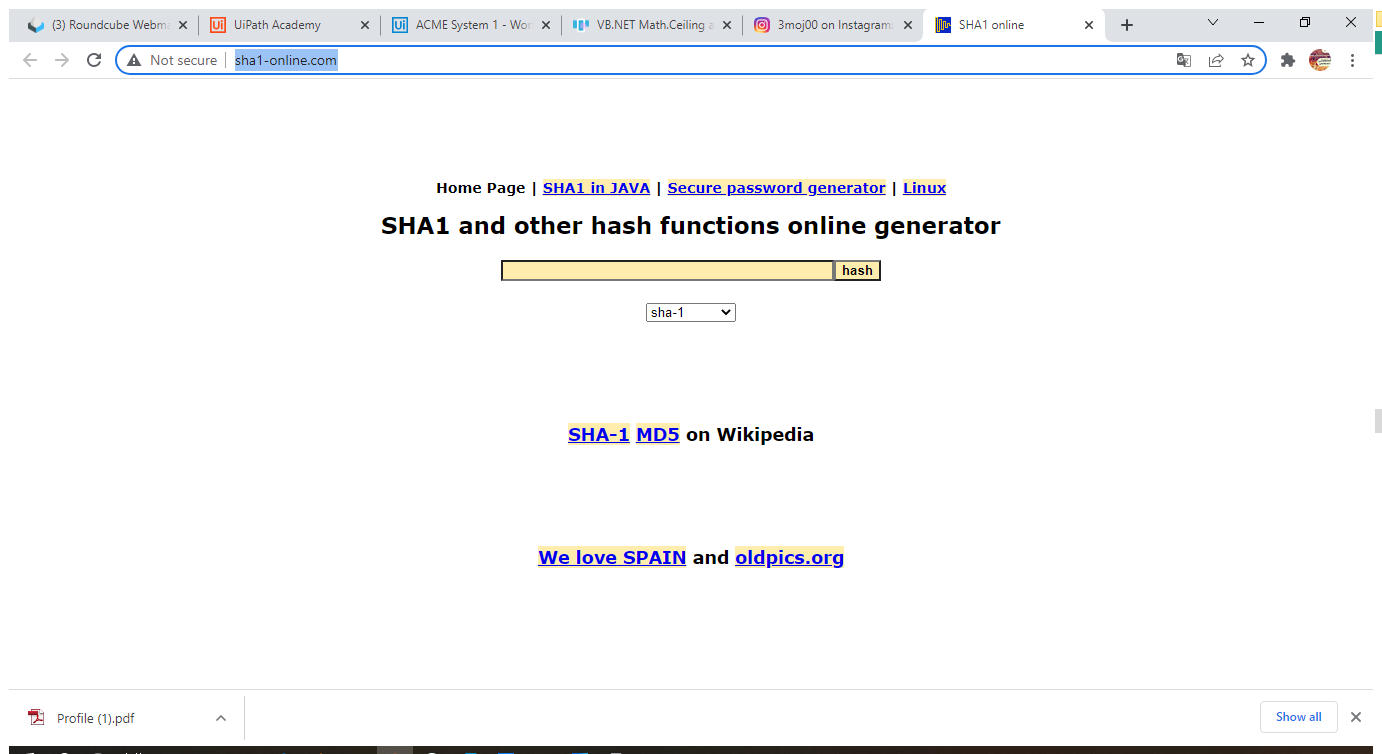 (3) Roundcube Webma
UiPath Academy
ACME System 1 - Wor
VB.NET Math.Ceiling a
3moj00 on Instagram:
SHA1 online
Not secure
sha1-online.com
Home Page | SHA1 in JAVA | Secure password generator | Linux
SHA1 and other hash functions online generator
hash
sha-1
SHA-1 MD5 on Wikipedia
We love SPAIN and oldpics.org
Profile (1).pdf
Show all